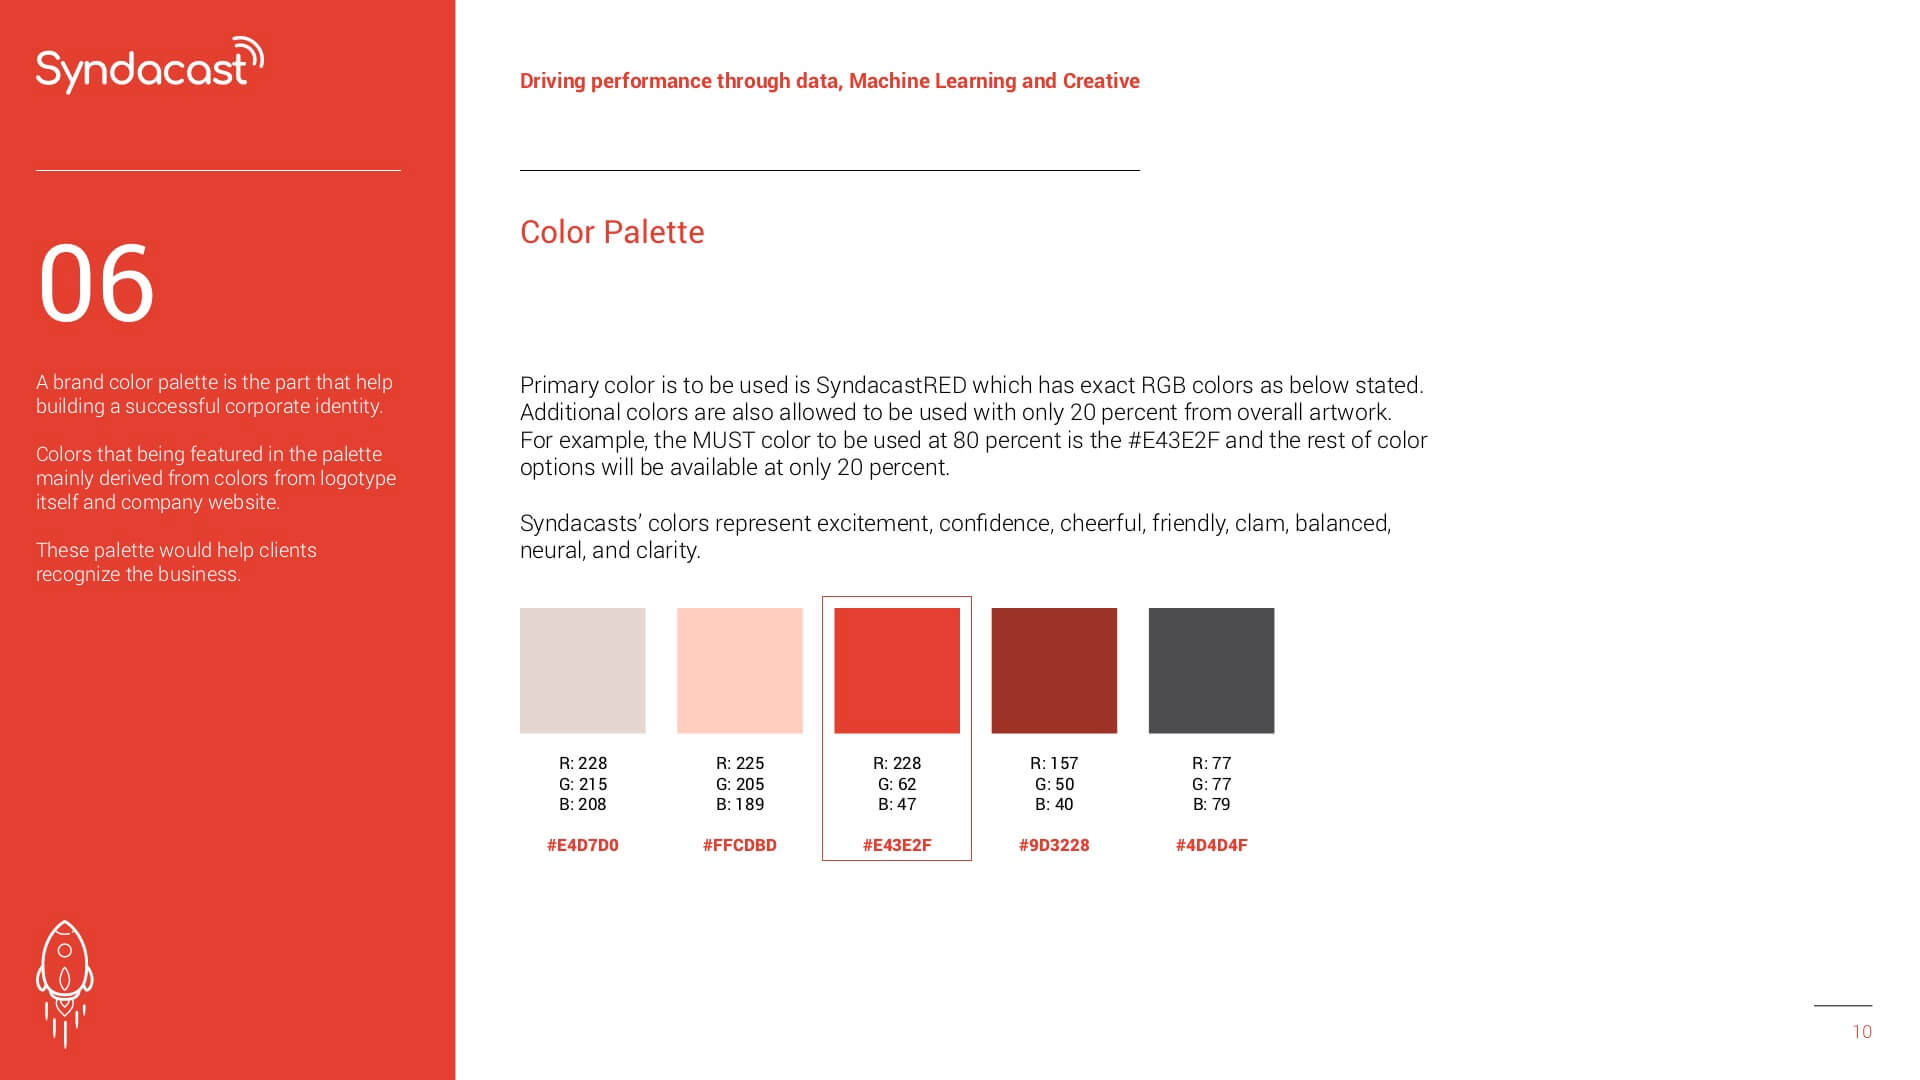 Syndacast
Driving performance through data, Machine Learning and Creative
06
A brand color palette is the part that help
building a successful corporate identity.
Colors that being featured in the palette
mainly derived from colors from logotype
itself and company website.
These palette would help clients
recognize the business.
Color Palette
Primary color is to be used is SyndacastRED which has exact RGB colors as below stated.
Additional colors are also allowed to be used with only 20 percent from overall artwork.
For example, the MUST color to be used at 80 percent is the #E43E2F and the rest of color
options will be available at only 20 percent.
Syndacasts’ colors represent excitement, confidence, cheerful, friendly, clam, balanced,
neural, and clarity.
R: 228
G: 215
B: 208
#E4D7D0
R: 225
G: 205
B: 189
#FFCDBD
R: 228
G: 62
B: 47
#E43E2F
R: 157
G: 50
B: 40
#9D3228
R: 77
G: 77
B: 79
#4D4D4F
10